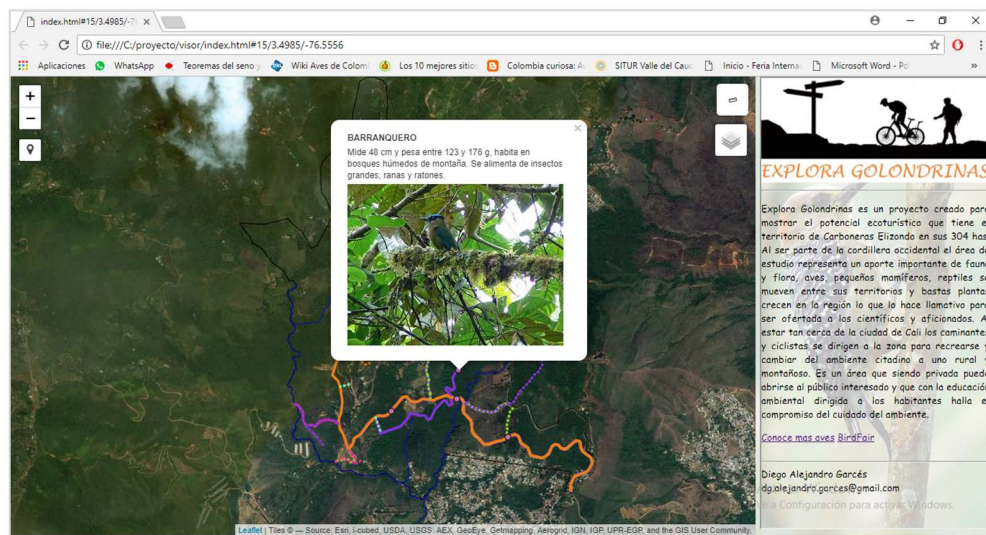 index.html#15/3.4985/-7
file:///C:/proyecto/visor/index.html#15/3.4985/-76.5556
Aplicaciones WhatsApp Teoremas del seno y Wiki Aves de Colom Los 10 mejores sitio Colombia curiosa: A SITUR Valle del Cauc Inicio - Feria Interna Microsoft Word - Pd »
+
−
BARRANQUERO
Mide 48 cm y pesa entre 123 y 176 g, habita en
bosques húmedos de montaña. Se alimenta de insectos
grandes, ranas y ratones.
EXPLORA GOLONDRINAS
Explora Golondrinas es un proyecto creado para
mostrar el potencial ecoturístico que tiene e
territorio de Carboneras Elizondo en sus 304 has
Al ser parte de la cordillera occidental el área de
estudio representa un aporte importante de fauna
y flora, aves, pequeños mamíferos, reptiles se
mueven entre sus territorios y bastas plantas
crecen en la región lo que lo hace llamativo para
ser ofertada a los científicos y aficionados. A
estar tan cerca de la ciudad de Cali los caminantes
y ciclistas se dirigen a la zona para recrearse y
cambiar del ambiente citadino a uno rural y
montañoso. Es un área que siendo privada puede
abrirse al público interesado y que con la educación
ambiental dirigida a los habitantes halla e
compromiso del cuidado del ambiente.
Conoce mas aves BirdFair
Diego Alejandro Garcés
dg.alejandro.garces@gmail.com
Ve a Configuración para activar Windows.
Leaflet | Tiles © — Source: Esri, i-cubed, USDA, USGS, AEX, GeoEye, Getmapping, Aerogrid, IGN, IGP, UPR-EGP, and the GIS User Community,